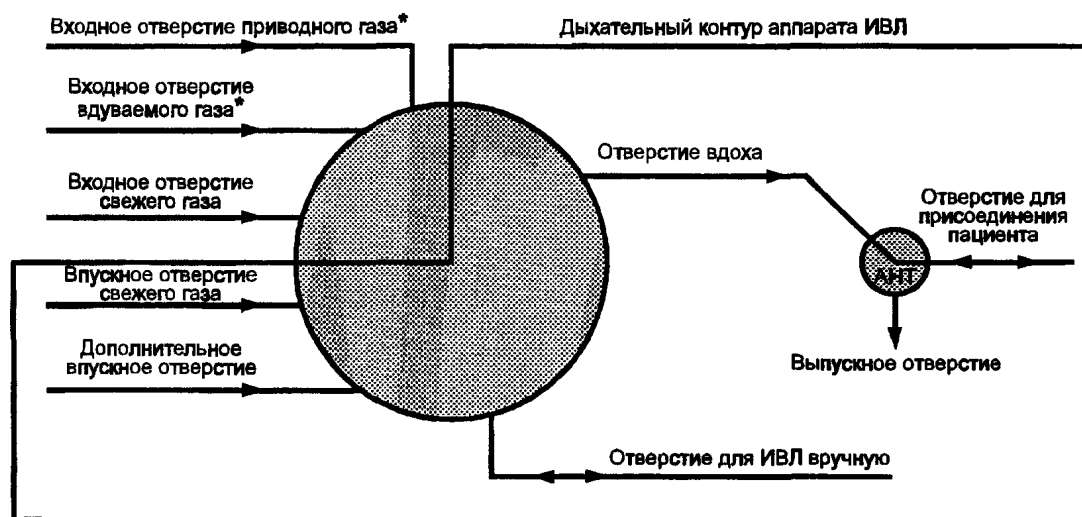 Входное отверстие приводного газа*
Дыхательный контур аппарата ИВЛ
Входное отверстие
вдуваемого газа*
Отверстие вдоха
Входное отверстие
свежего газа
Отверстие для
присоединения
пациента
АНТ
Впускное отверстие
свежего газа
Дополнительное
впускное отверстие
Выпускное отверстие
Отверстие для ИВЛ вручную